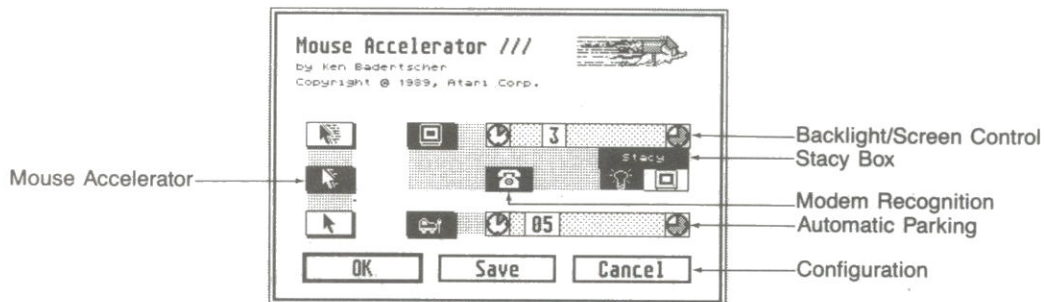 Mouse Accelerator ///
by Ken Badertscher
Copyright @ 1989, Atari Corp.
3
Backlight/Screen Control
Stacy
Stacy Box
Mouse Accelerator
Modem Recognition
05
Automatic Parking
OK
Save
Cancel
Configuration